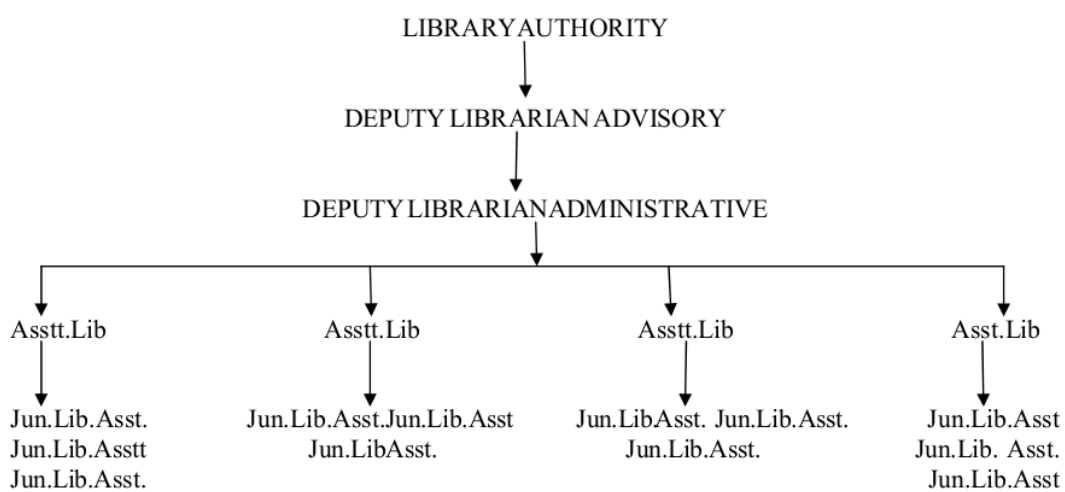 LIBRARY AUTHORITY
DEPUTY LIBRARIAN ADVISORY
DEPUTY LIBRARIANADMINISTRATIVE
Asstt.Lib Asstt.Lib Asstt.Lib Asst.Lib
Jun.Lib.Asst. Jun.Lib.Asst.Jun.Lib.Asst Jun.LibAsst. Jun.Lib.Asst. Jun.Lib.Asst
Jun.Lib.Asstt Jun.LibAsst. Jun.Lib.Asst. Jun.Lib. Asst.
Jun.Lib.Asst. Jun.Lib.Asst